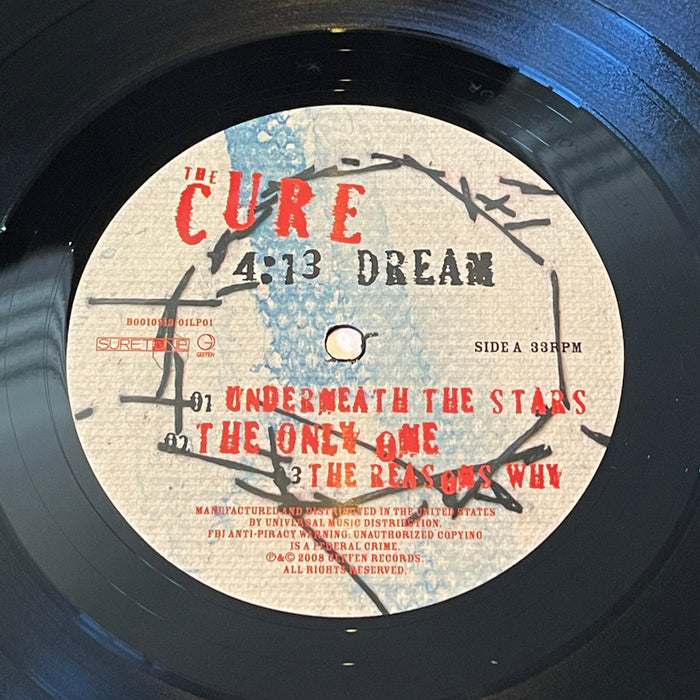 THE
CURE
4:13 DREAM
B0010913-01LP01
SURETONE G GEFFEN
SIDE A 33RPM
01 UNDERNEATH THE STARS
02 THE ONLY ONE
03 THE REASONS WHY
MANUFACTURED AND DISTRIBUTED IN THE UNITED STATES
BY UNIVERSAL MUSIC DISTRIBUTION.
FBI ANTI-PIRACY WARNING: UNAUTHORIZED COPYING
IS A FEDERAL CRIME.
℗&© 2008 GEFFEN RECORDS.
ALL RIGHTS RESERVED.